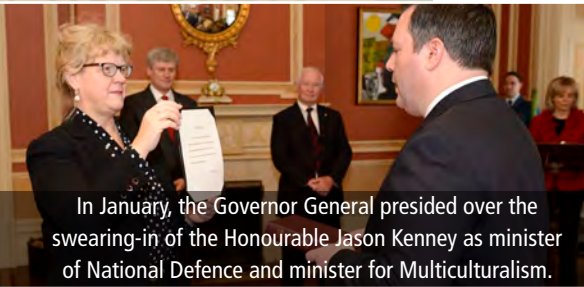 In January, the Governor General presided over the
swearing-in of the Honourable Jason Kenney as minister
of National Defence and minister for Multiculturalism.